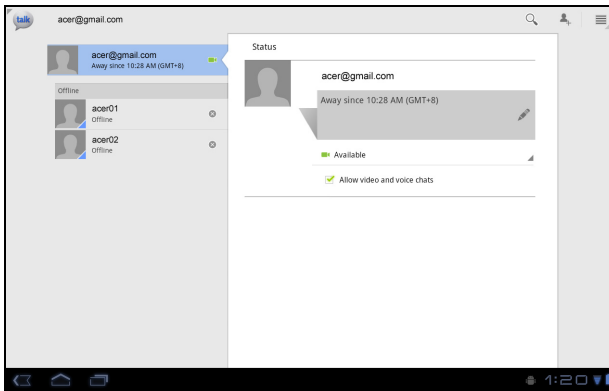 talk
acer@gmail.com
acer@gmail.com
Away since 10:28 AM (GMT+8)
Offline
acer01
Offline
acer02
Offline
Status
acer@gmail.com
Away since 10:28 AM (GMT+8)
Available
Allow video and voice chats
1:20